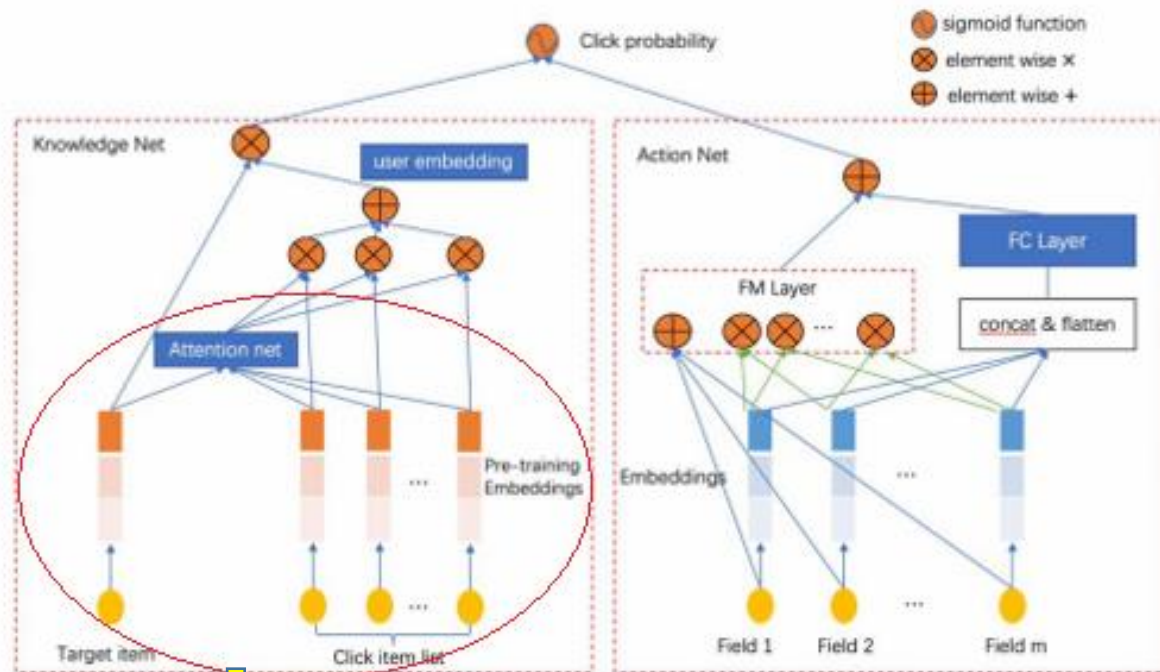 Click probability
sigmoid function
element wise ×
element wise +
Knowledge Net
user embedding
Attention net
Pre-training
Embeddings
...
...
Target item
Click item list
Action Net
FC Layer
FM Layer
...
concat & flatten
Embeddings
...
...
Field 1
Field 2
Field m